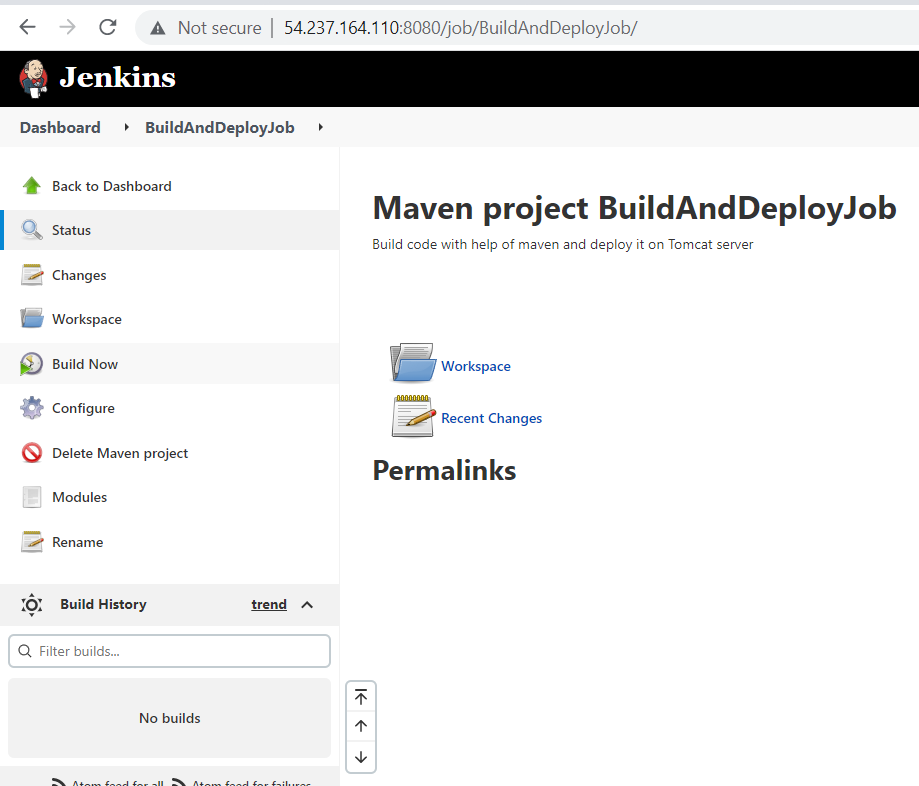 Not secure | 54.237.164.110:8080/job/BuildAndDeployJob/
Jenkins
Dashboard BuildAndDeployJob
Back to Dashboard
Status
Changes
Workspace
Build Now
Configure
Delete Maven project
Modules
Rename
Build History trend
Filter builds...
No builds
Atom feed for all Atom feed for failures
Maven project BuildAndDeployJob
Build code with help of maven and deploy it on Tomcat server
Workspace
Recent Changes
Permalinks